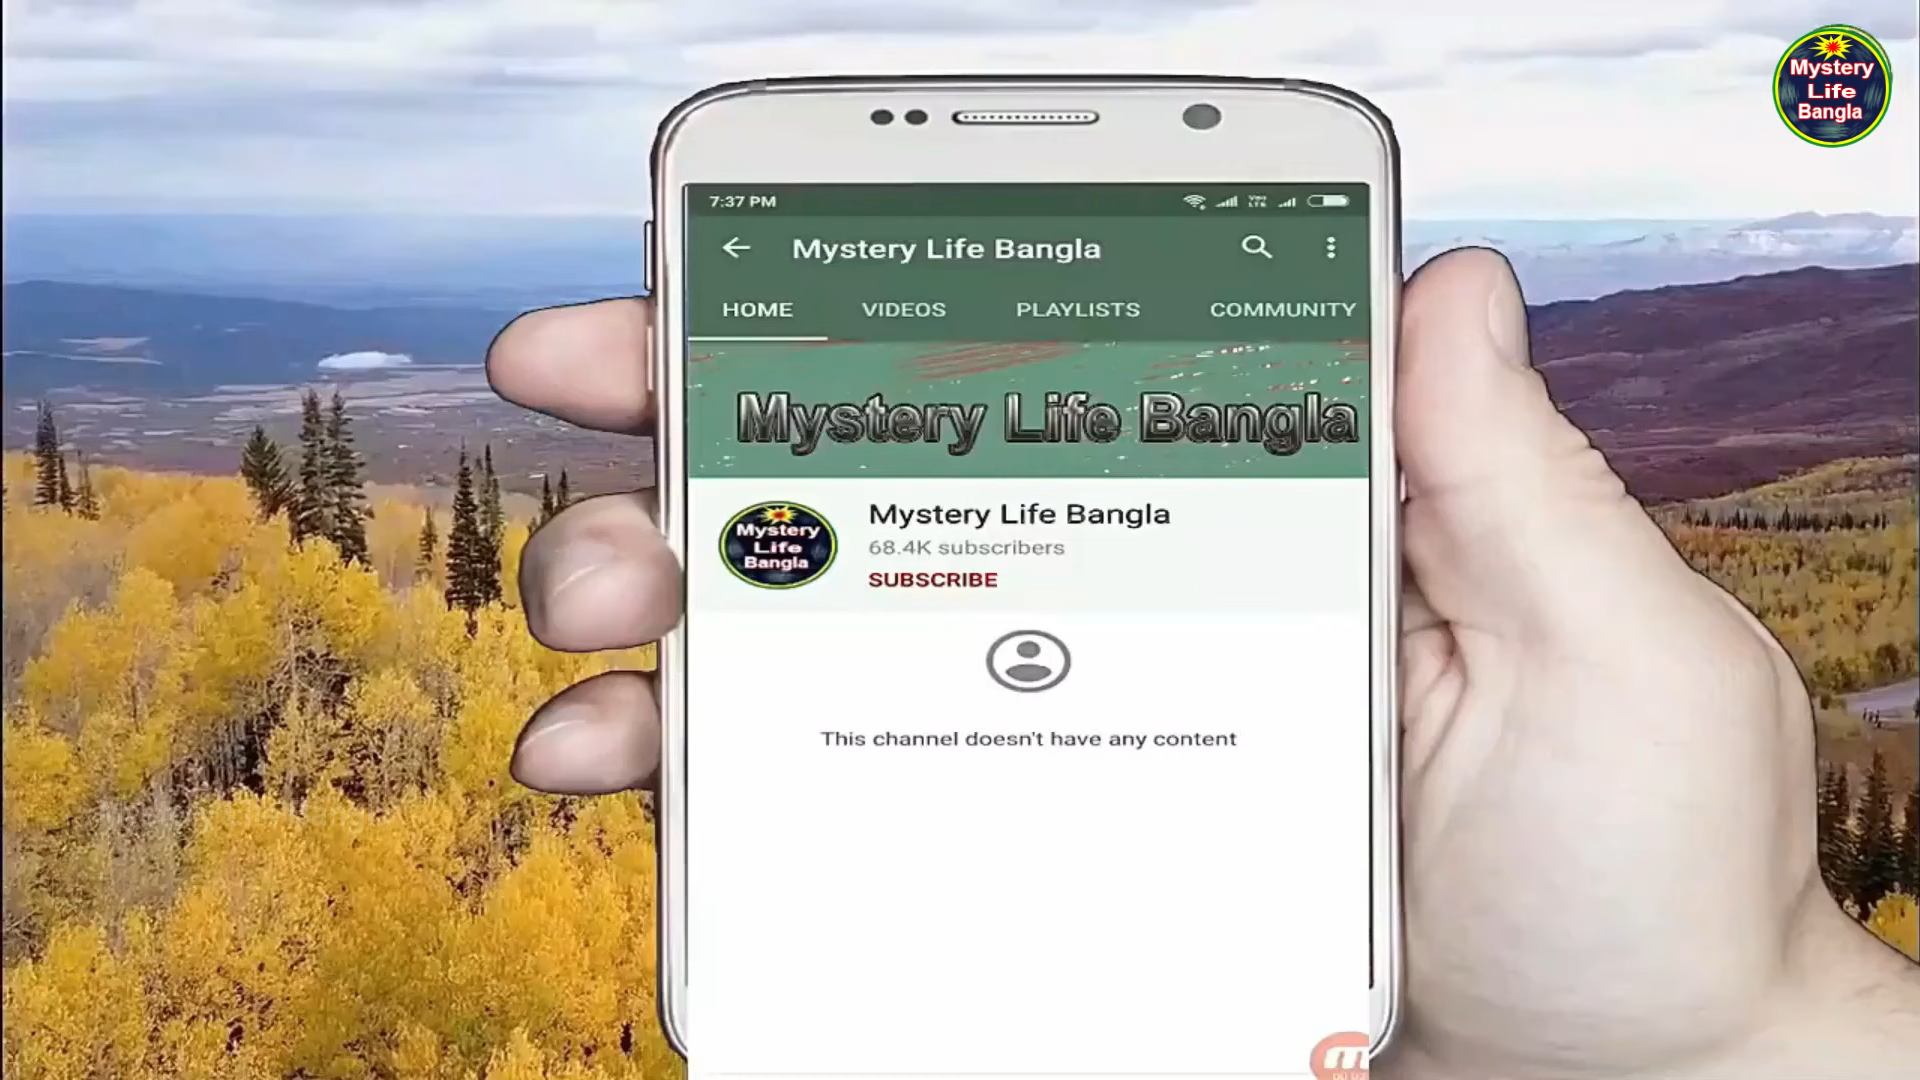 Mystery
Life
Bangla
7:37 PM
Mystery Life Bangla
HOME VIDEOS PLAYLISTS COMMUNITY
Mystery Life Bangla
Mystery
Life
Bangla
Mystery Life Bangla
68.4K subscribers
SUBSCRIBE
This channel doesn't have any content